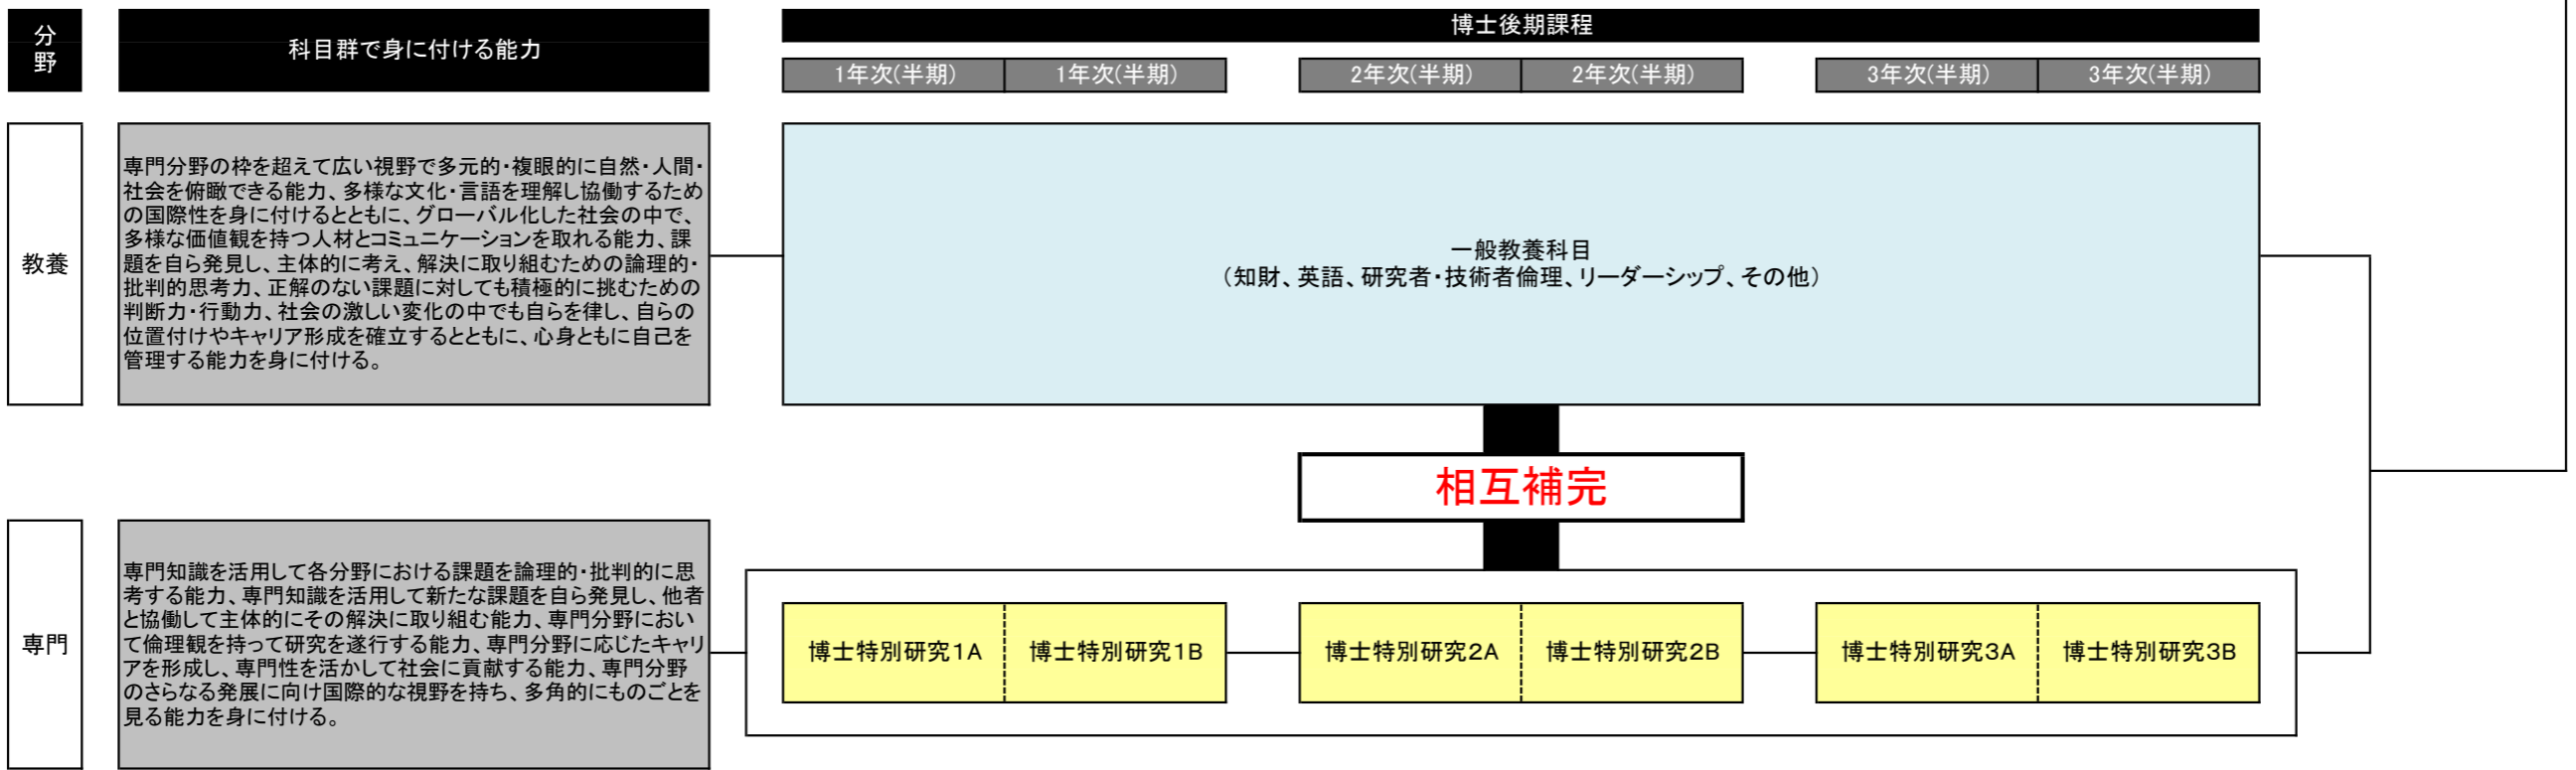 分
野
科目群で身に付ける能力
博士後期課程
1年次(半期)
1年次(半期)
2年次(半期)
2年次(半期)
3年次(半期)
3年次(半期)
教養
専門分野の枠を超えて広い視野で多元的・複眼的に自然・人間・
社会を俯瞰できる能力、多様な文化・言語を理解し協働するため
の国際性を身に付けるとともに、グローバル化した社会の中で、
多様な価値観を持つ人材とコミュニケーションを取れる能力、課
題を自ら発見し、主体的に考え、解決に取り組むための論理的・
批判的思考力、正解のない課題に対しても積極的に挑むための
判断力・行動力、社会の激しい変化の中でも自らを律し、自らの
位置付けやキャリア形成を確立するとともに、心身ともに自己を
管理する能力を身に付ける。
一般教養科目
（知財、英語、研究者・技術者倫理、リーダーシップ、その他）
相互補完
専門
専門知識を活用して各分野における課題を論理的・批判的に思
考する能力、専門知識を活用して新たな課題を自ら発見し、他者
と協働して主体的にその解決に取り組む能力、専門分野におい
て倫理観を持って研究を遂行する能力、専門分野に応じたキャリ
アを形成し、専門性を活かして社会に貢献する能力、専門分野
のさらなる発展に向け国際的な視野を持ち、多角的にものごとを
見る能力を身に付ける。
博士特別研究1A
博士特別研究1B
博士特別研究2A
博士特別研究2B
博士特別研究3A
博士特別研究3B